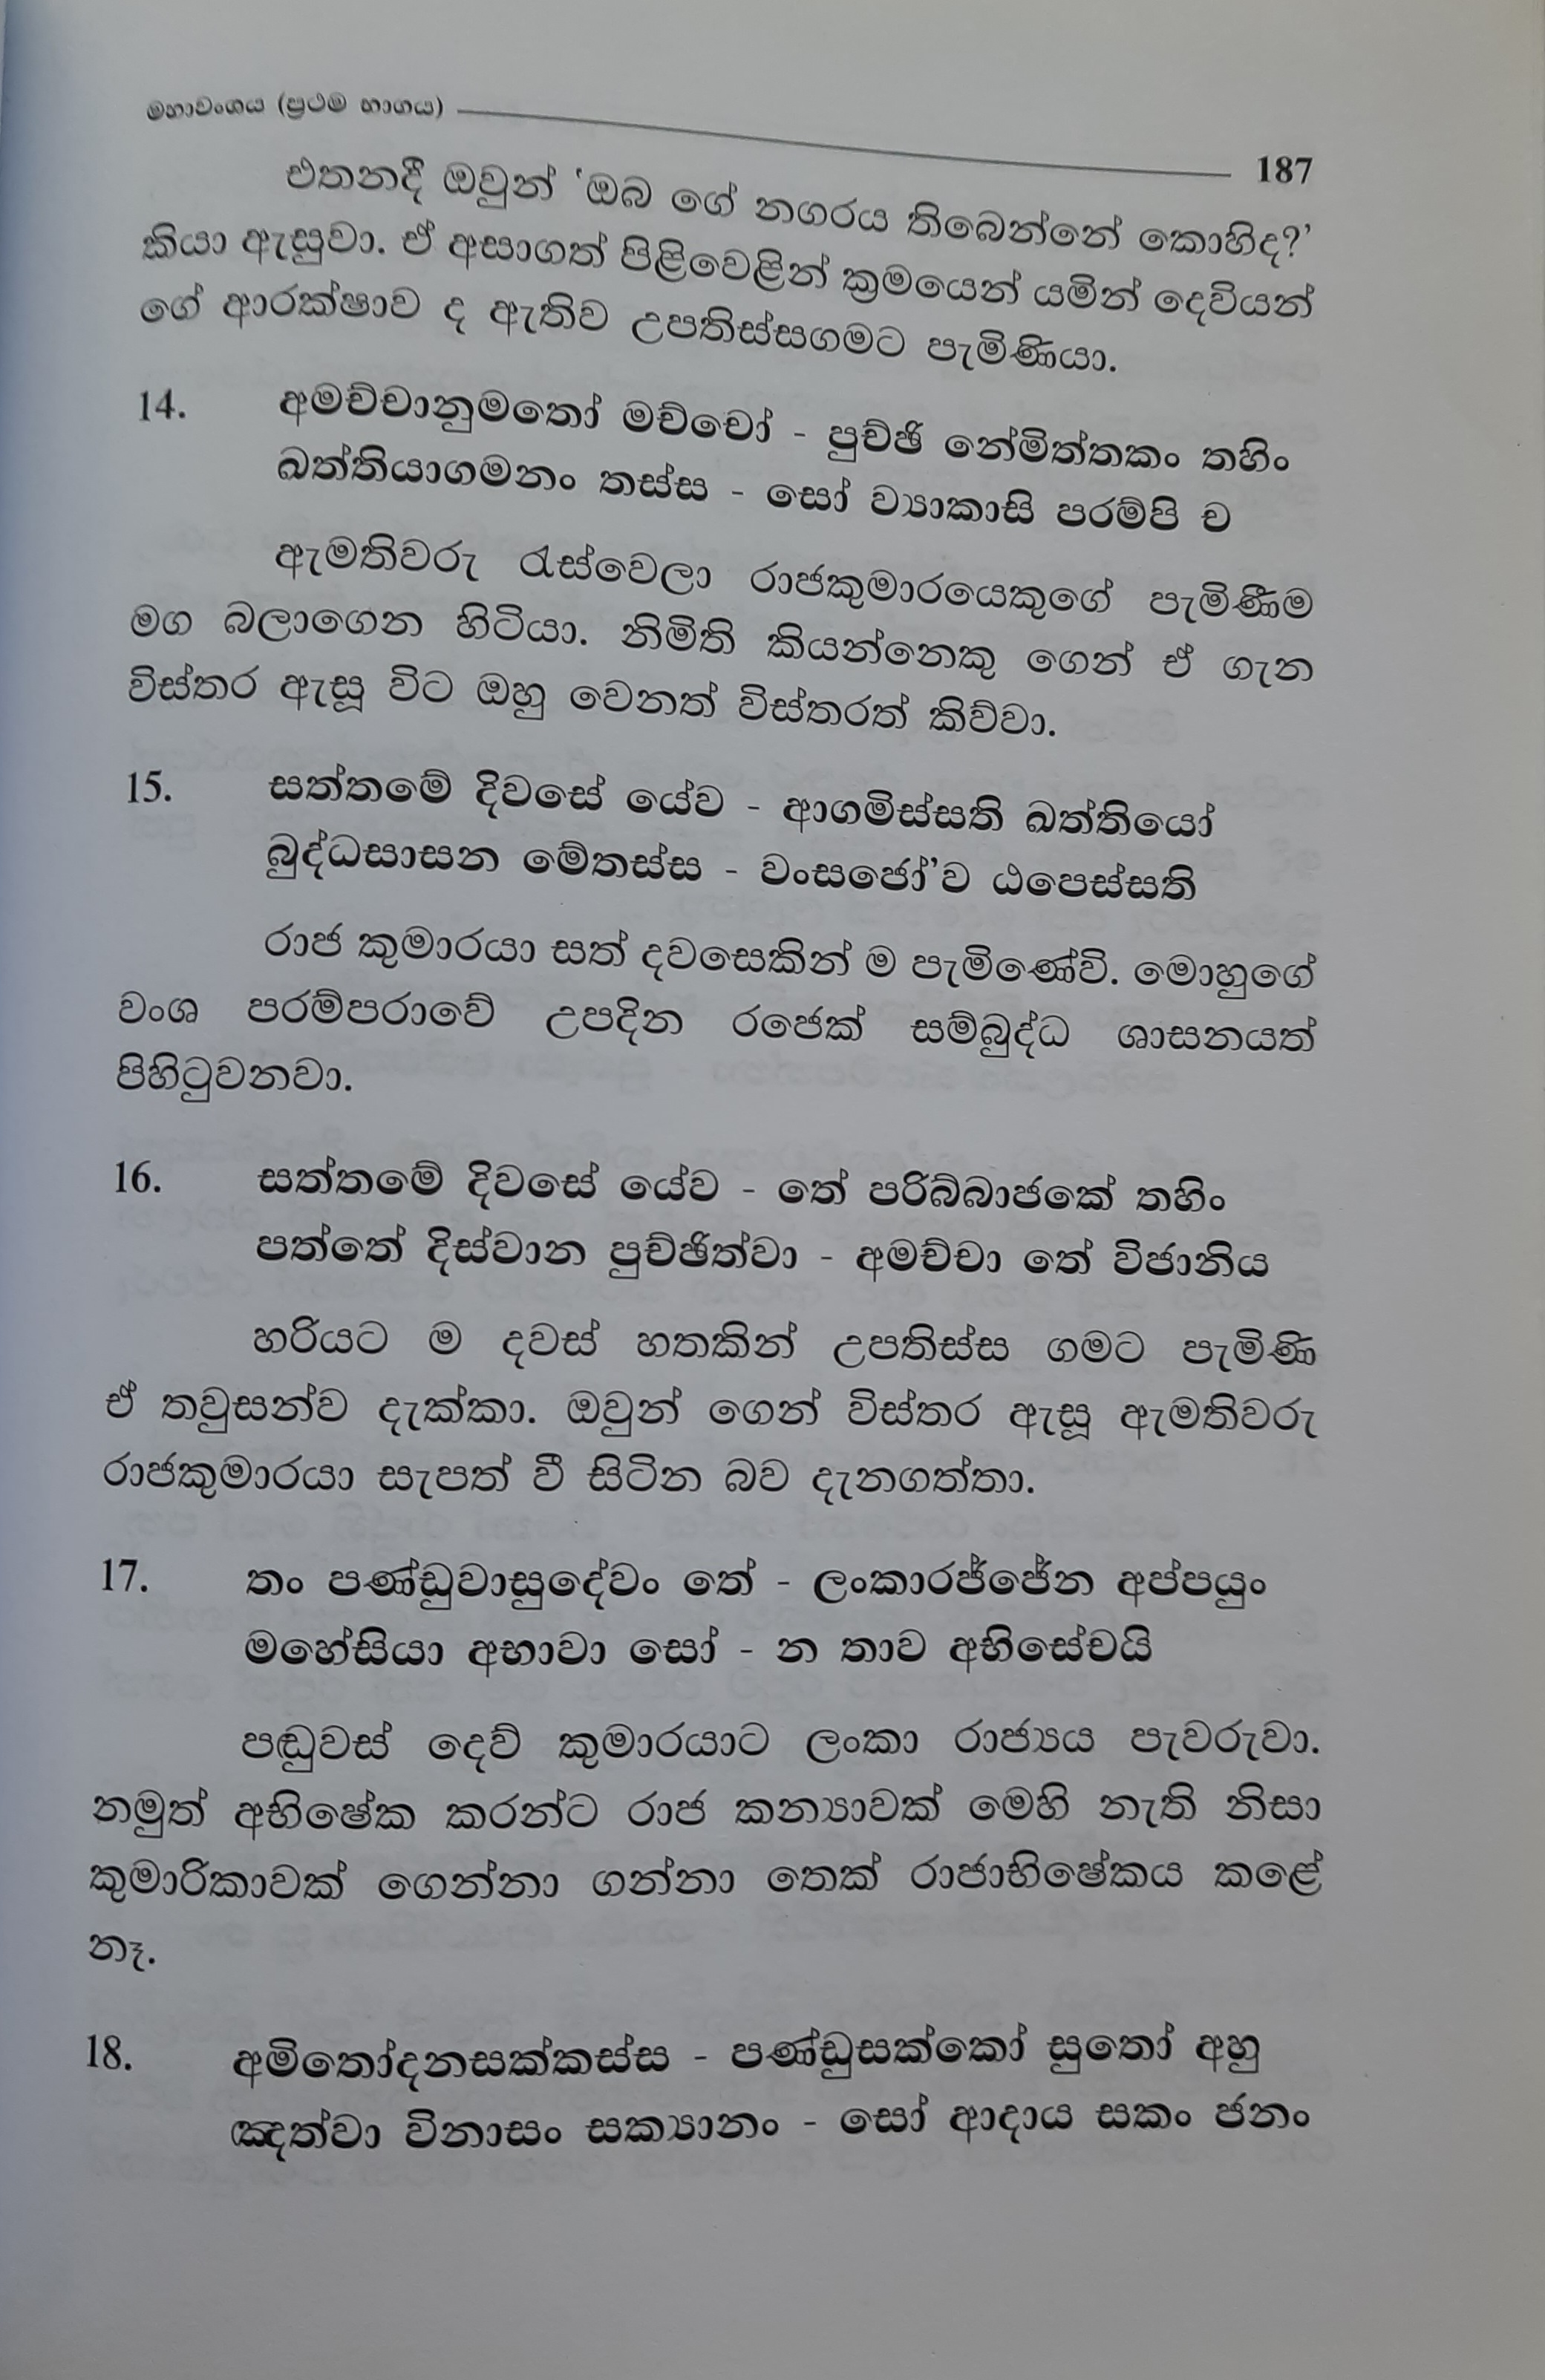 මහාවංශය (ප්‍රථම භාගය)
187
එතනදී ඔවුන් ‘ඔබ ගේ නගරය තිබෙන්නේ කොහිද?’
කියා ඇසුවා. ඒ අසාගත් පිළිවෙළින් ක්‍රමයෙන් යමින් දෙවියන්
ගේ ආරක්ෂාව ද ඇතිව උපතිස්සගමට පැමිණියා.
14. අමච්චානුමතෝ මච්චෝ - පුච්ඡි නේමිත්තකං තහිං
ඛත්තියාගමනං තස්ස - සෝ ව්‍යාකාසි පරම්පි ච
ඇමතිවරු රැස්වෙලා රාජකුමාරයෙකුගේ පැමිණීම
මග බලාගෙන හිටියා. නිමිති කියන්නෙකු ගෙන් ඒ ගැන
විස්තර ඇසූ විට ඔහු වෙනත් විස්තරත් කිව්වා.
15. සත්තමේ දිවසේ යේව - ආගමිස්සති ඛත්තියෝ
බුද්ධසාසන මේතස්ස - වංසජෝ’ව ඨපෙස්සති
රාජ කුමාරයා සත් දවසෙකින් ම පැමිණේවි. මොහුගේ
වංශ පරම්පරාවේ උපදින රජෙක් සම්බුද්ධ ශාසනයත්
පිහිටුවනවා.
16. සත්තමේ දිවසේ යේව - තේ පරිබ්බාජකේ තහිං
පත්තේ දිස්වාන පුච්ඡිත්වා - අමච්චා තේ විජානිය
හරියට ම දවස් හතකින් උපතිස්ස ගමට පැමිණි
ඒ තවුසන්ව දැක්කා. ඔවුන් ගෙන් විස්තර ඇසූ ඇමතිවරු
රාජකුමාරයා සැපත් වී සිටින බව දැනගත්තා.
17. තං පණ්ඩුවාසුදේවං තේ - ලංකාරජ්ජේන අප්පයුං
මහේසියා අභාවා සෝ - න තාව අභිසේචයි
පඬුවස් දෙව් කුමාරයාට ලංකා රාජ්‍යය පැවරුවා.
නමුත් අභිෂේක කරන්ට රාජ කන්‍යාවක් මෙහි නැති නිසා
කුමාරිකාවක් ගෙන්නා ගන්නා තෙක් රාජාභිෂේකය කළේ
නෑ.
18. අමිතෝදනසක්කස්ස - පණ්ඩුසක්කෝ සුතෝ අහු
ඤත්වා විනාසං සක්‍යානං - සෝ ආදාය සකං ජනං